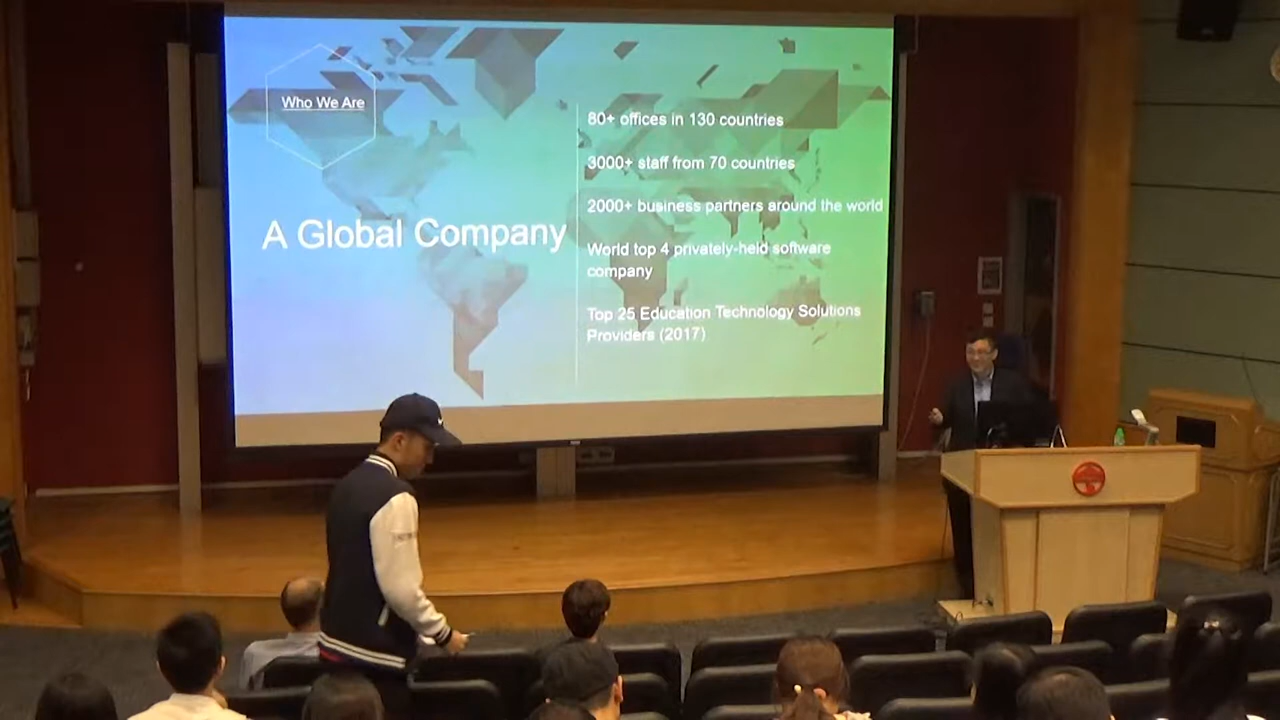 Who We Are
A Global Company
80+ offices in 130 countries
3000+ staff from 70 countries
2000+ business partners around the world
World top 4 privately-held software
company
Top 25 Education Technology Solutions
Providers (2017)